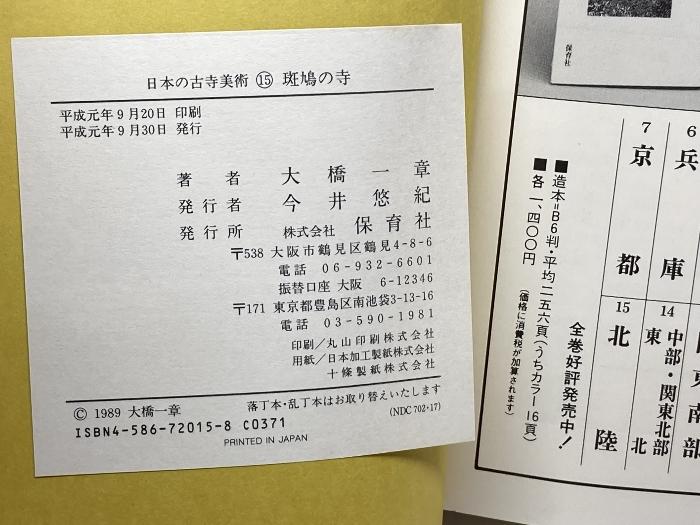 日本の古寺美術 ⑮ 斑鳩の寺
平成元年9月20日 印刷
平成元年9月30日 発行
著者 大橋一章
発行者 今井悠紀
発行所 株式会社 保育社
〒538 大阪市鶴見区鶴見4-8-6
電話 06-932-6601
振替口座 大阪 6-12346
〒171 東京都豊島区南池袋3-13-16
電話 03-590-1981
印刷/丸山印刷株式会社
用紙/日本加工製紙株式会社
十條製紙株式会社
© 1989 大橋一章
落丁本・乱丁本はお取り替えいたします
ISBN4-586-72015-8 C0371
(NDC 702・17)
PRINTED IN JAPAN
保育社
6 兵庫
7 京都
14 中部・関東北部
東北
15 北陸
■造本=B6判・平均二五六頁(うちカラー16頁)
■各 一、四〇〇円
(価格に消費税が加算されます)
全巻好評発売中!